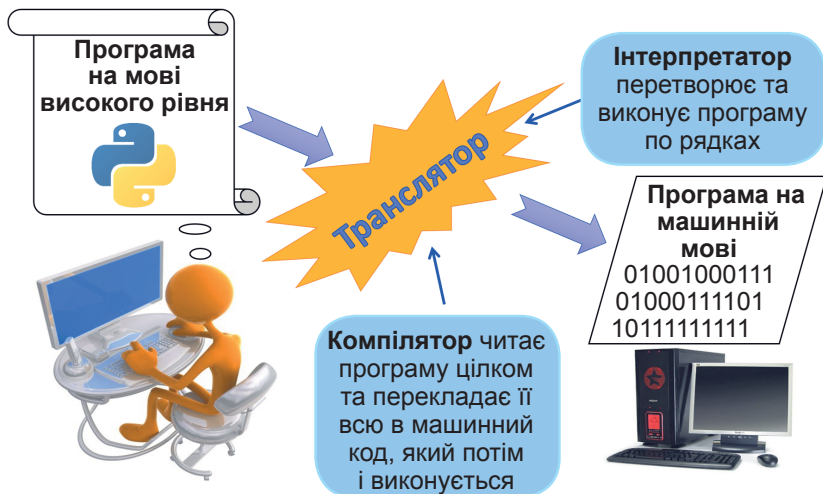 Програма
на мові
високого рівня
Транслятор
Інтерпретатор
перетворює та
виконує програму
по рядках
Програма на
машинній
мові
01001000111
01000111101
10111111111
Компілятор читає
програму цілком
та перекладає її
всю в машинний
код, який потім
і виконується